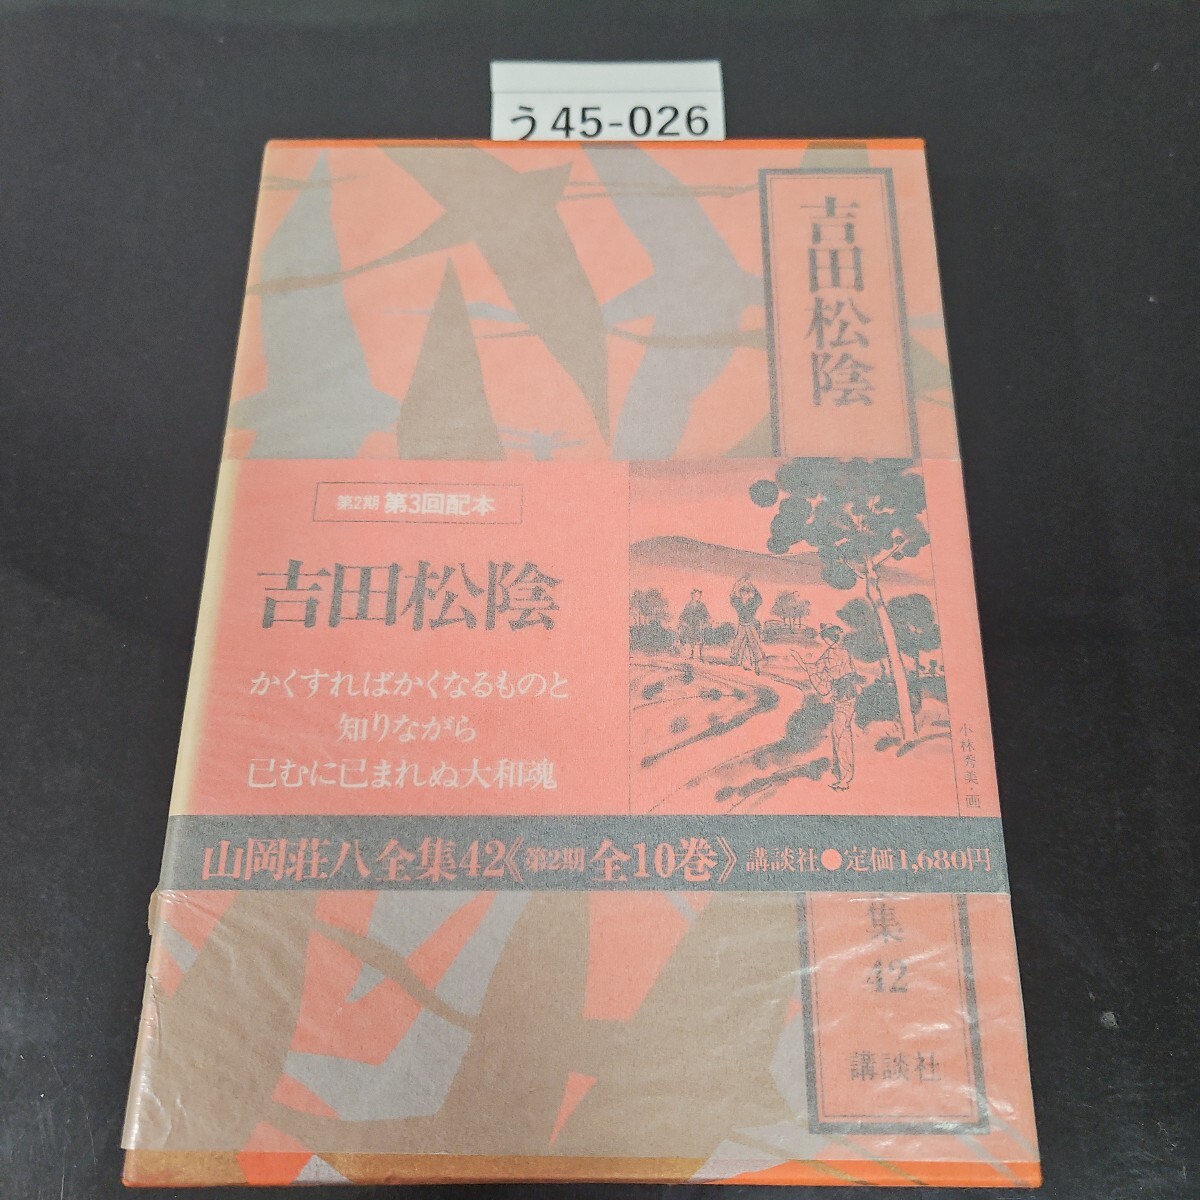 う45-026
吉田松陰
第2期 第3回配本
吉田松陰
かくすればかくなるものと
知りながら
已むに已まれぬ大和魂
小林秀美・画
山岡荘八全集42《第2期 全10巻》 講談社●定価1,680円
集
42
講談社